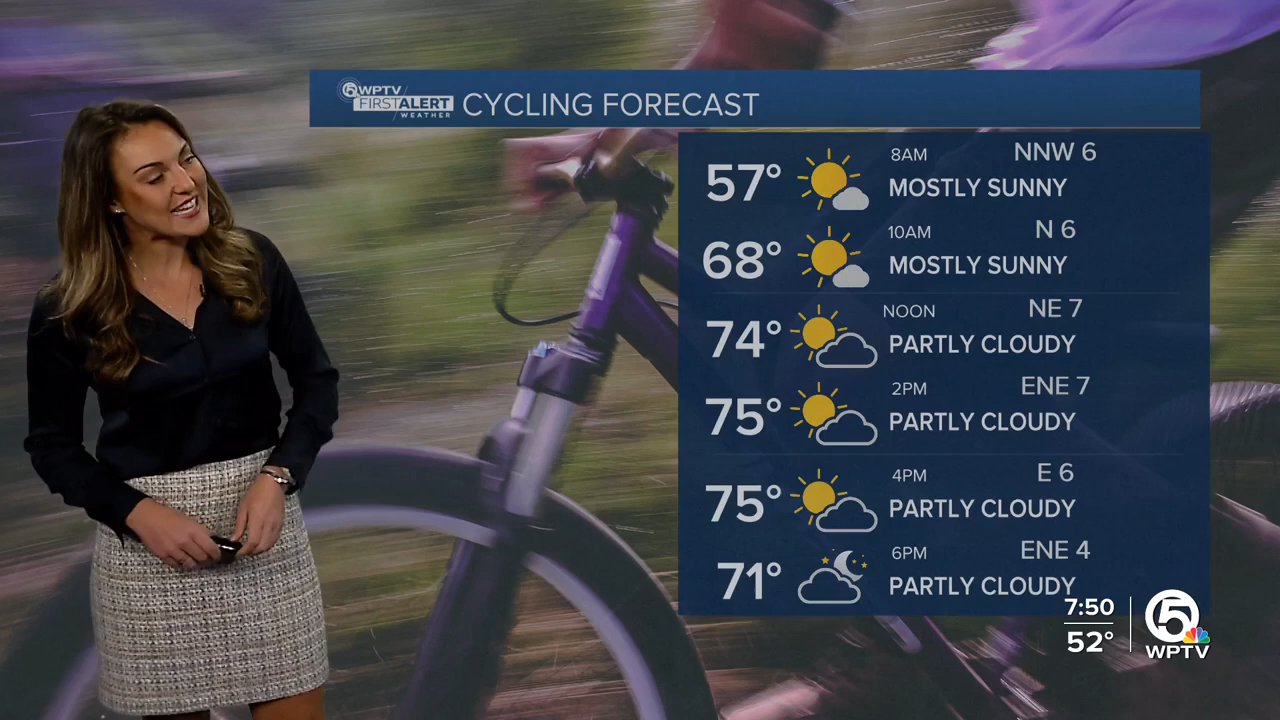 5 WPTV
FIRST ALERT
WEATHER
CYCLING FORECAST
57° 8AM NNW 6
MOSTLY SUNNY
68° 10AM N 6
MOSTLY SUNNY
74° NOON NE 7
PARTLY CLOUDY
75° 2PM ENE 7
PARTLY CLOUDY
75° 4PM E 6
PARTLY CLOUDY
71° 6PM ENE 4
PARTLY CLOUDY
7:50
52°
5
WPTV